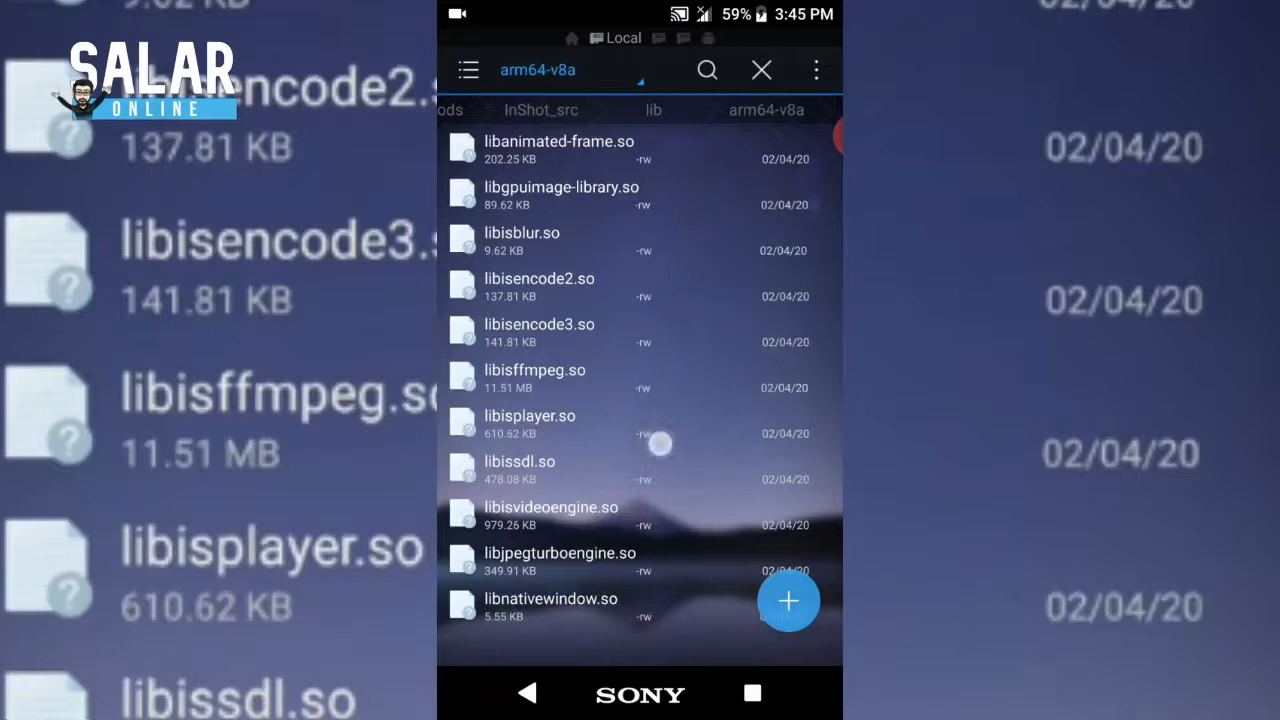 SALAR
ONLINE
59% 3:45 PM
Local
arm64-v8a
ods InShot_src lib arm64-v8a
libanimated-frame.so
202.25 KB -rw 02/04/20
libgpuimage-library.so
89.62 KB -rw 02/04/20
libisblur.so
9.62 KB -rw 02/04/20
libisencode2.so
137.81 KB -rw 02/04/20
libisencode3.so
141.81 KB -rw 02/04/20
libisffmpeg.so
11.51 MB -rw 02/04/20
libisplayer.so
610.62 KB -rw 02/04/20
libissdl.so
478.08 KB -rw 02/04/20
libisvideoengine.so
979.26 KB -rw 02/04/20
libjpegturboengine.so
349.91 KB -rw 02/04/20
libnativewindow.so
5.55 KB -rw
SONY
encode2.
137.81 KB 02/04/20
libisencode3.s
141.81 KB 02/04/20
libisffmpeg.so
11.51 MB 02/04/20
libisplayer.so
610.62 KB 02/04/20
libissdl.so